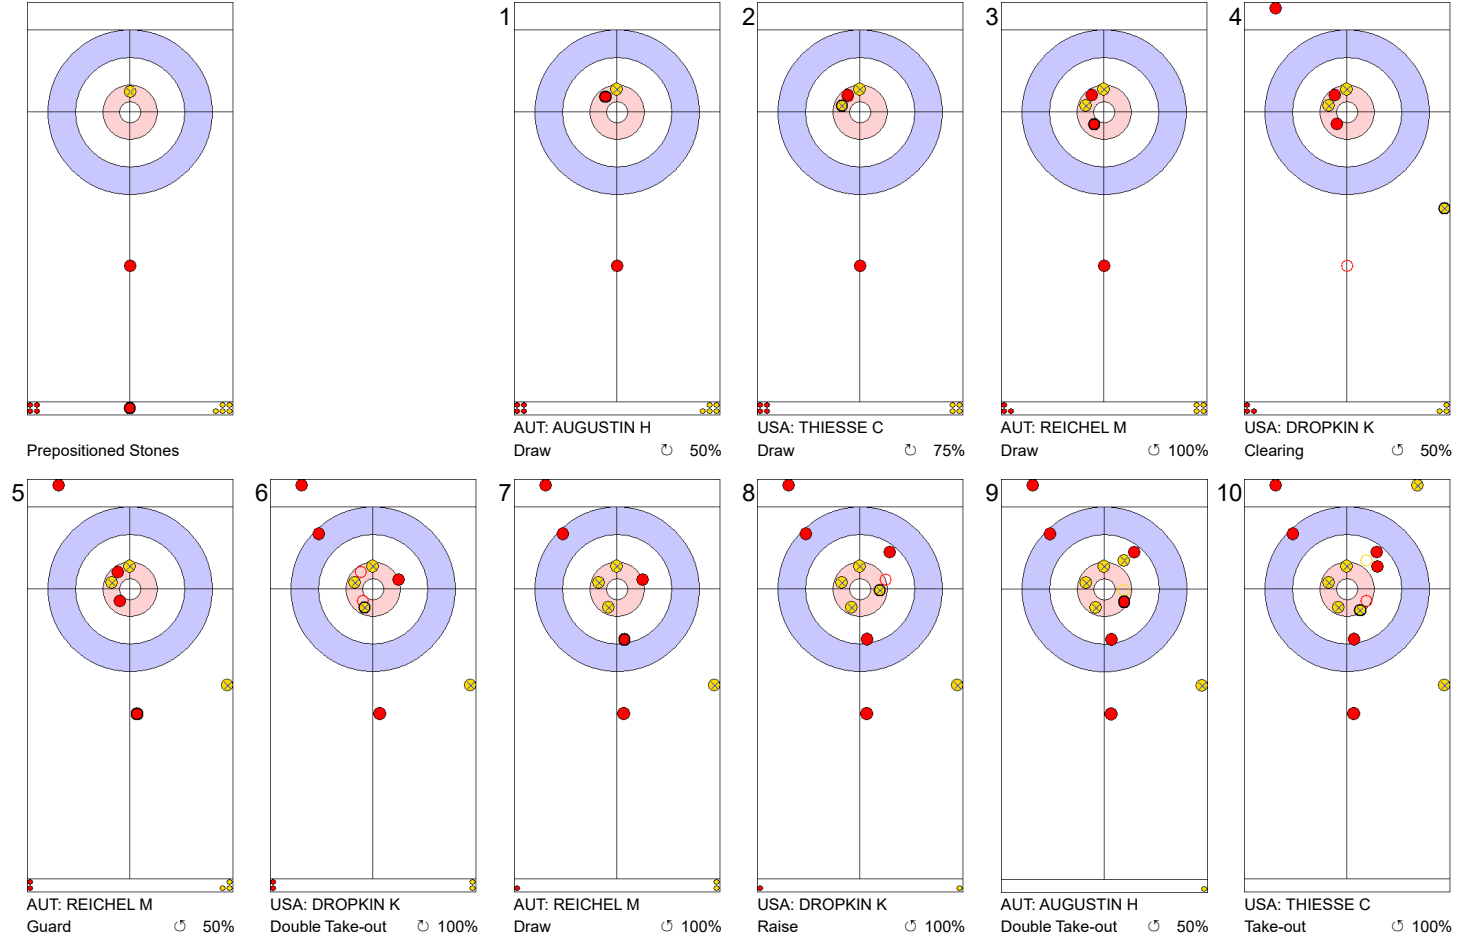 1 2 3 4
Prepositioned Stones
AUT: AUGUSTIN H
Draw ↻ 50%
USA: THIESSE C
Draw ↻ 75%
AUT: REICHEL M
Draw ↺ 100%
USA: DROPKIN K
Clearing ↺ 50%
5 6 7 8 9 10
AUT: REICHEL M
Guard ↺ 50%
USA: DROPKIN K
Double Take-out ↻ 100%
AUT: REICHEL M
Draw ↺ 100%
USA: DROPKIN K
Raise ↺ 100%
AUT: AUGUSTIN H
Double Take-out ↺ 50%
USA: THIESSE C
Take-out ↺ 100%